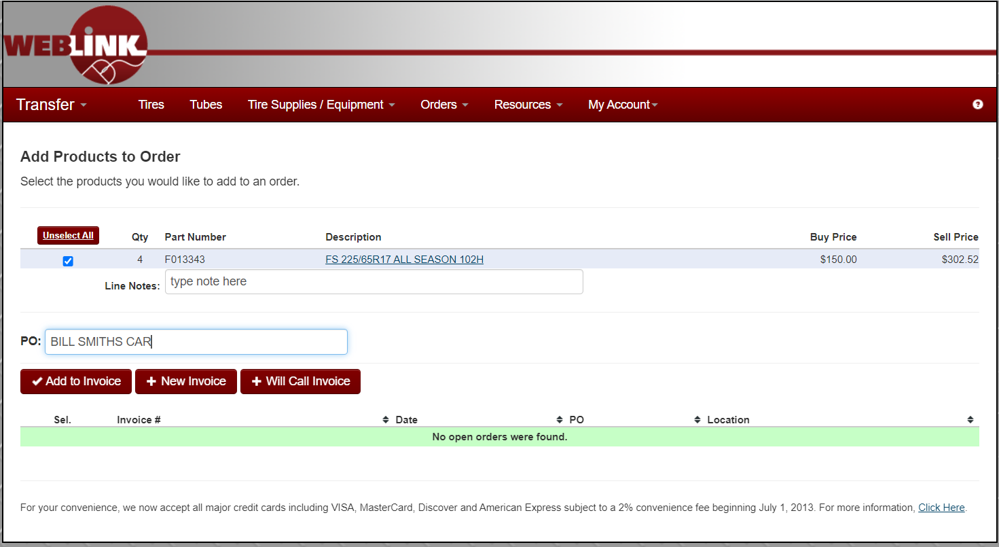 WEBLINK
Transfer Tires Tubes Tire Supplies / Equipment Orders Resources My Account ?
Add Products to Order
Select the products you would like to add to an order.
Unselect All Qty Part Number Description Buy Price Sell Price
4 F013343 FS 225/65R17 ALL SEASON 102H $150.00 $302.52
Line Notes: type note here
PO: BILL SMITHS CAR
Add to Invoice New Invoice Will Call Invoice
Sel. Invoice # Date PO Location
No open orders were found.
For your convenience, we now accept all major credit cards including VISA, MasterCard, Discover and American Express subject to a 2% convenience fee beginning July 1, 2013. For more information, Click Here.